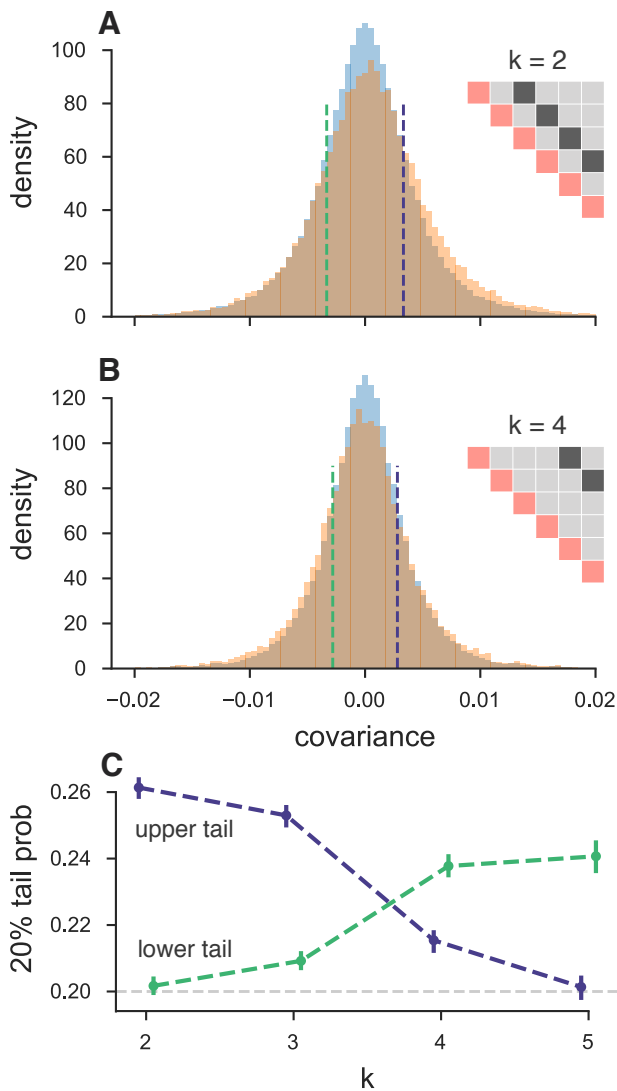 A
k = 2
density
100
80
60
40
20
0
B
k = 4
density
120
100
80
60
40
20
0
−0.02
−0.01
0.00
0.01
0.02
covariance
C
20% tail prob
0.26
0.24
0.22
0.20
upper tail
lower tail
2
3
4
5
k